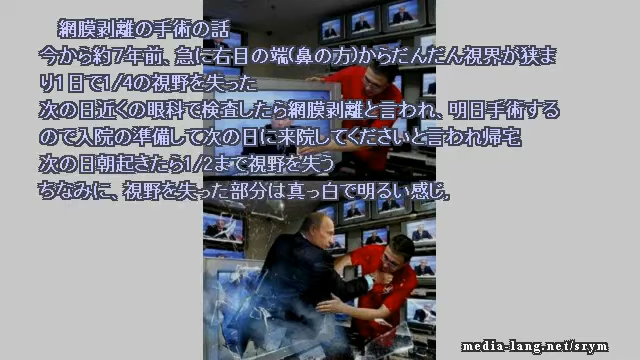 網膜剥離の手術の話
今から約7年前、急に右目の端(鼻の方)からだんだん視界が狭ま
り1日で1/4の視野を失った
次の日近くの眼科で検査したら網膜剥離と言われ、明日手術する
ので入院の準備して次の日に来院してくださいと言われ帰宅
次の日朝起きたら1/2まで視野を失う
ちなみに、視野を失った部分は真っ白で明るい感じ。
media-lang.net/srym